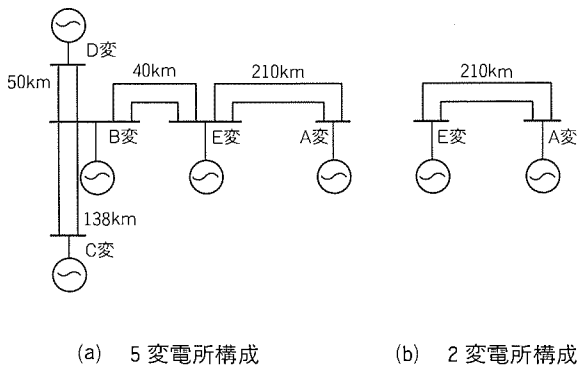 D変
50km
40km
210km
B変
E変
A変
138km
C変
210km
E変
A変
(a) 5変電所構成
(b) 2変電所構成